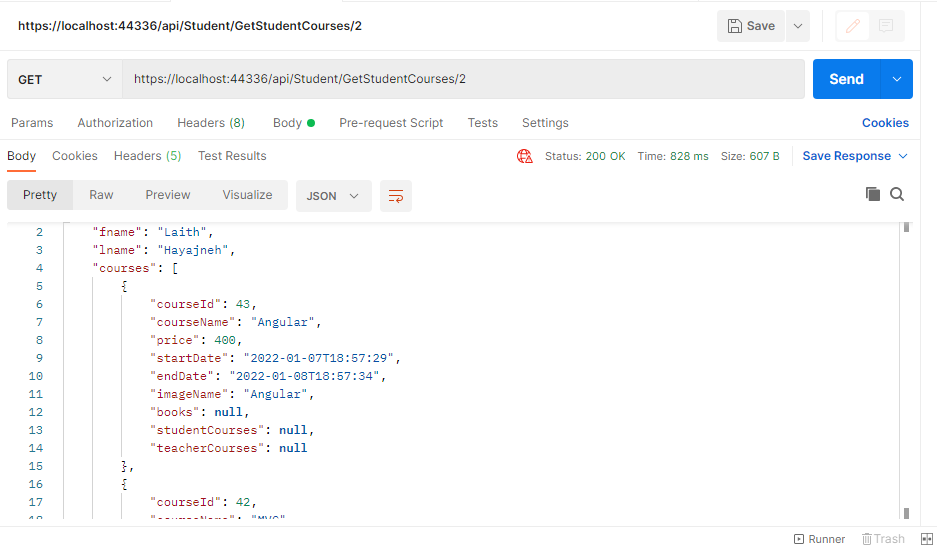 https://localhost:44336/api/Student/GetStudentCourses/2
Save
GET
https://localhost:44336/api/Student/GetStudentCourses/2
Send
Params Authorization Headers (8) Body Pre-request Script Tests Settings Cookies
Body Cookies Headers (5) Test Results Status: 200 OK Time: 828 ms Size: 607 B Save Response
Pretty Raw Preview Visualize JSON
2 "fname": "Laith",
3 "lname": "Hayajneh",
4 "courses": [
5 {
6 "courseId": 43,
7 "courseName": "Angular",
8 "price": 400,
9 "startDate": "2022-01-07T18:57:29",
10 "endDate": "2022-01-08T18:57:34",
11 "imageName": "Angular",
12 "books": null,
13 "studentCourses": null,
14 "teacherCourses": null
15 },
16 {
17 "courseId": 42,
18 "courseName": "MVC"
Runner Trash